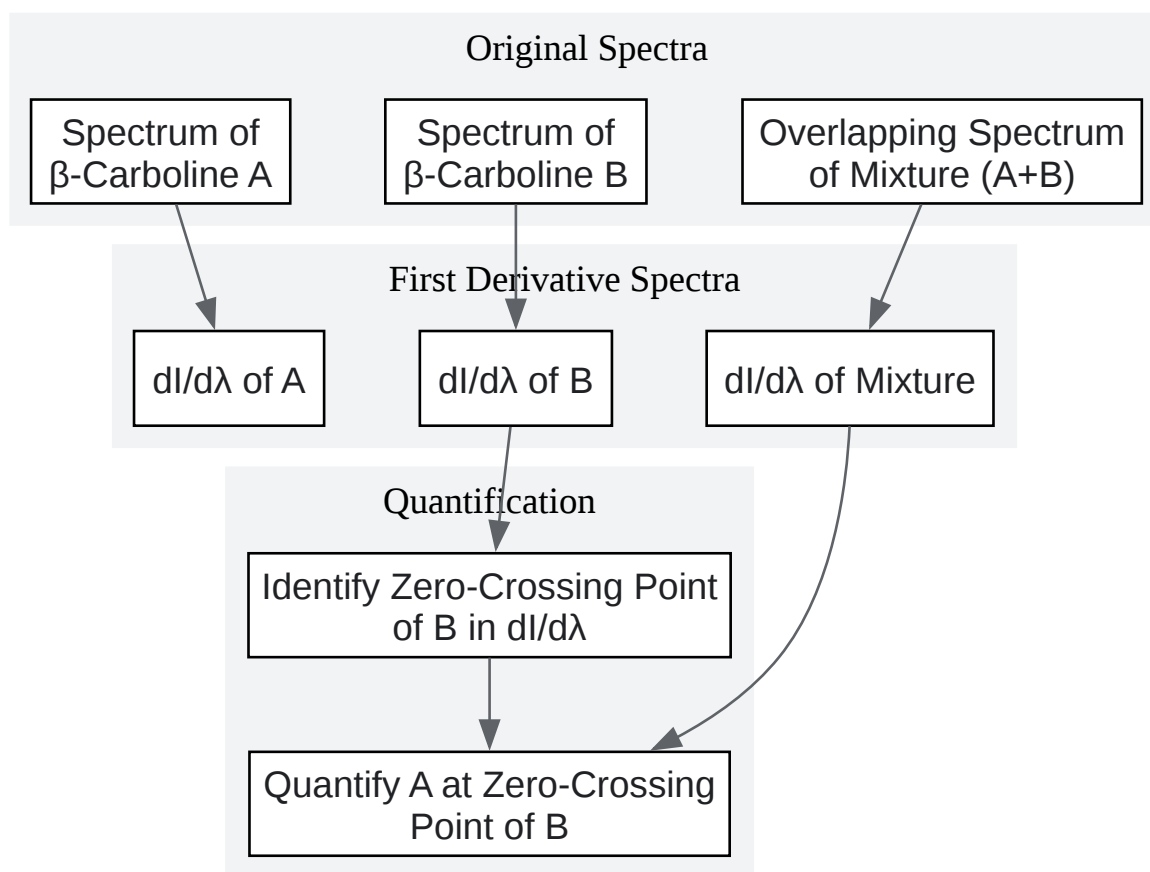 Original Spectra
Spectrum of
β-Carboline A
Spectrum of
β-Carboline B
Overlapping Spectrum
of Mixture (A+B)
First Derivative Spectra
dI/dλ of A
dI/dλ of B
dI/dλ of Mixture
Quantification
Identify Zero-Crossing Point
of B in dI/dλ
Quantify A at Zero-Crossing
Point of B